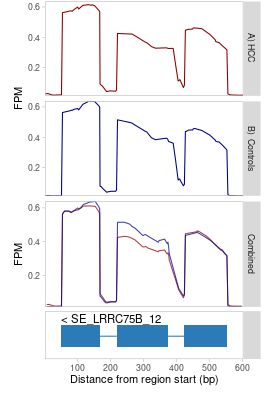 0.6
0.4
0.2
A) HCC
0.6
0.4
0.2
B) Controls
FPM
FPM
0.6
0.4
0.2
Combined
< SE_LRRC75B_12
0 100 200 300 400 500 600
Distance from region start (bp)